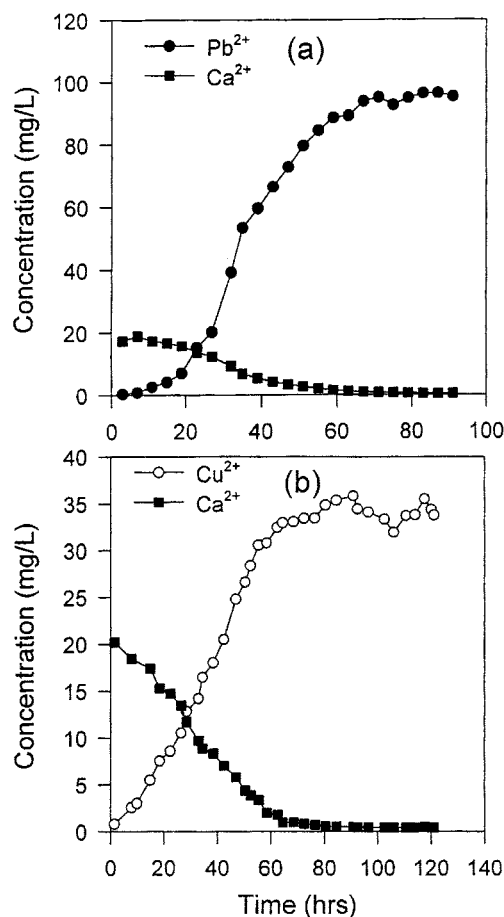 120
100
80
60
40
20
0
Concentration (mg/L)
Pb²⁺
Ca²⁺
(a)
0 20 40 60 80 100
40
35
30
25
20
15
10
5
0
Concentration (mg/L)
Cu²⁺
Ca²⁺
(b)
0 20 40 60 80 100 120 140
Time (hrs)